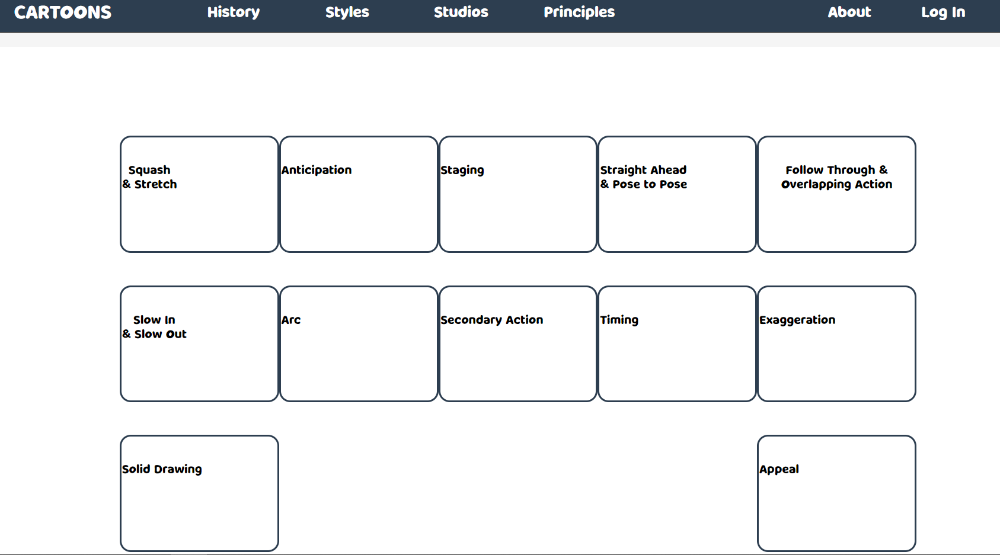 CARTOONS History Styles Studios Principles About Log In
Squash
& Stretch
Anticipation
Staging
Straight Ahead
& Pose to Pose
Follow Through &
Overlapping Action
Slow In
& Slow Out
Arc
Secondary Action
Timing
Exaggeration
Solid Drawing
Appeal